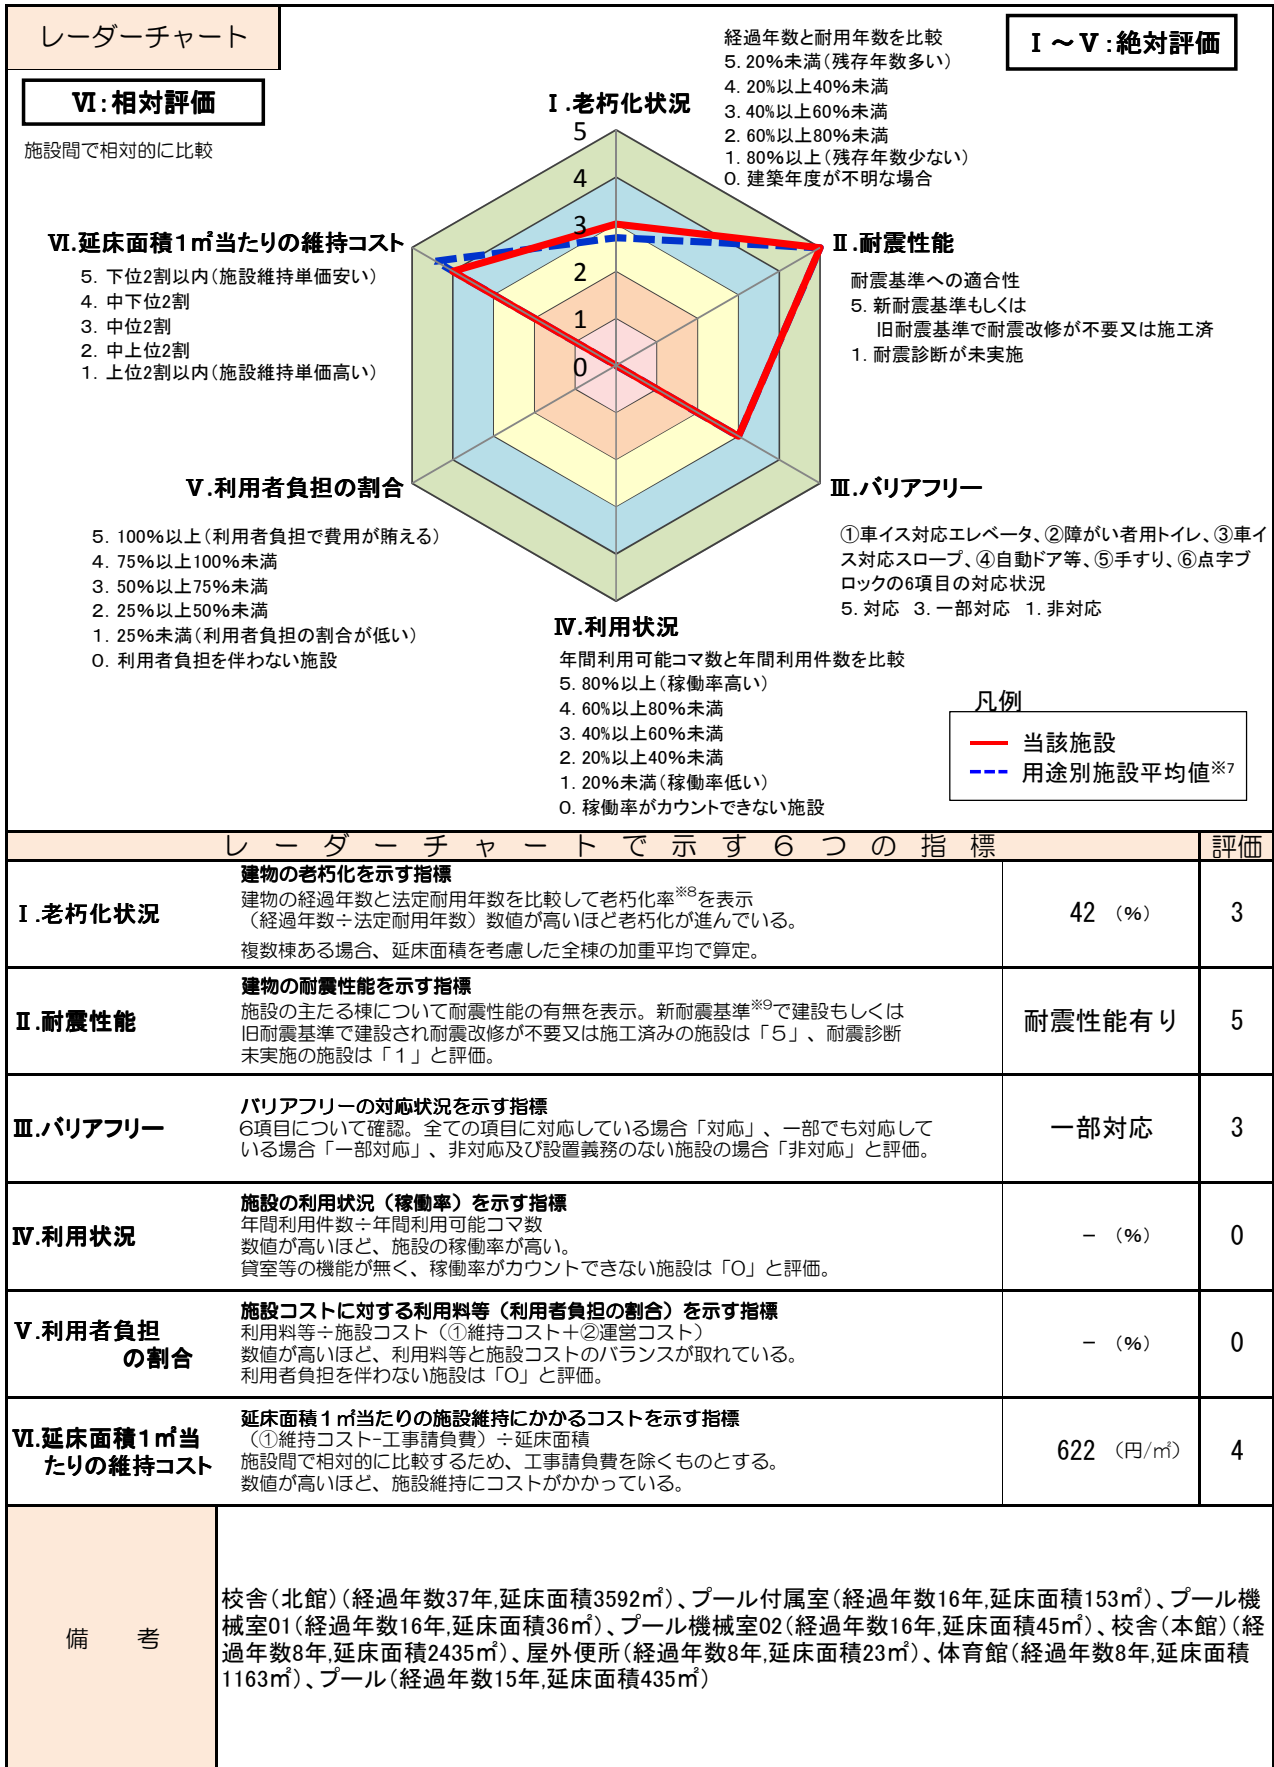 レーダーチャート
Ⅵ:相対評価
施設間で相対的に比較
Ⅰ～Ⅴ:絶対評価
経過年数と耐用年数を比較
5. 20%未満(残存年数多い)
4. 20%以上40%未満
3. 40%以上60%未満
2. 60%以上80%未満
1. 80%以上(残存年数少ない)
0. 建築年度が不明な場合
Ⅰ.老朽化状況
5
4
3
2
1
0
Ⅵ.延床面積1㎡当たりの維持コスト
5. 下位2割以内(施設維持単価安い)
4. 中下位2割
3. 中位2割
2. 中上位2割
1. 上位2割以内(施設維持単価高い)
Ⅱ.耐震性能
耐震基準への適合性
5. 新耐震基準もしくは
旧耐震基準で耐震改修が不要又は施工済
1. 耐震診断が未実施
Ⅴ.利用者負担の割合
5. 100%以上(利用者負担で費用が賄える)
4. 75%以上100%未満
3. 50%以上75%未満
2. 25%以上50%未満
1. 25%未満(利用者負担の割合が低い)
0. 利用者負担を伴わない施設
Ⅲ.バリアフリー
①車イス対応エレベータ、②障がい者用トイレ、③車イ
ス対応スロープ、④自動ドア等、⑤手すり、⑥点字ブ
ロックの6項目の対応状況
5. 対応 3. 一部対応 1. 非対応
Ⅳ.利用状況
年間利用可能コマ数と年間利用件数を比較
5. 80%以上(稼働率高い)
4. 60%以上80%未満
3. 40%以上60%未満
2. 20%以上40%未満
1. 20%未満(稼働率低い)
0. 稼働率がカウントできない施設
凡例
当該施設
用途別施設平均値※7
レーダーチャートで示す6つの指標 評価
Ⅰ.老朽化状況
建物の老朽化を示す指標
建物の経過年数と法定耐用年数を比較して老朽化率※8を表示
(経過年数÷法定耐用年数)数値が高いほど老朽化が進んでいる。
複数棟ある場合、延床面積を考慮した全棟の加重平均で算定。
42 (%) 3
Ⅱ.耐震性能
建物の耐震性能を示す指標
施設の主たる棟について耐震性能の有無を表示。新耐震基準※9で建設もしくは
旧耐震基準で建設され耐震改修が不要又は施工済みの施設は「5」、耐震診断
未実施の施設は「1」と評価。
耐震性能有り 5
Ⅲ.バリアフリー
バリアフリーの対応状況を示す指標
6項目について確認。全ての項目に対応している場合「対応」、一部でも対応して
いる場合「一部対応」、非対応及び設置義務のない施設の場合「非対応」と評価。
一部対応 3
Ⅳ.利用状況
施設の利用状況(稼働率)を示す指標
年間利用件数÷年間利用可能コマ数
数値が高いほど、施設の稼働率が高い。
貸室等の機能が無く、稼働率がカウントできない施設は「0」と評価。
－ (%) 0
Ⅴ.利用者負担
の割合
施設コストに対する利用料等(利用者負担の割合)を示す指標
利用料等÷施設コスト(①維持コスト+②運営コスト)
数値が高いほど、利用料等と施設コストのバランスが取れている。
利用者負担を伴わない施設は「0」と評価。
－ (%) 0
Ⅵ.延床面積1㎡当
たりの維持コスト
延床面積1㎡当たりの施設維持にかかるコストを示す指標
(①維持コスト-工事請負費)÷延床面積
施設間で相対的に比較するため、工事請負費を除くものとする。
数値が高いほど、施設維持にコストがかかっている。
622 (円/㎡) 4
備 考
校舎(北館)(経過年数37年,延床面積3592㎡)、プール付属室(経過年数16年,延床面積153㎡)、プール機
械室01(経過年数16年,延床面積36㎡)、プール機械室02(経過年数16年,延床面積45㎡)、校舎(本館)(経
過年数8年,延床面積2435㎡)、屋外便所(経過年数8年,延床面積23㎡)、体育館(経過年数8年,延床面積
1163㎡)、プール(経過年数15年,延床面積435㎡)